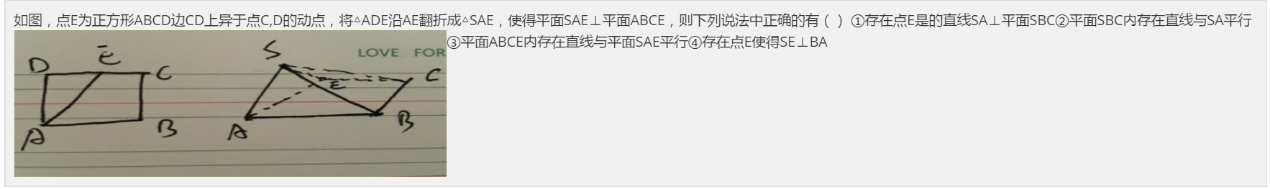 如图，点E为正方形ABCD边CD上异于点C,D的动点，将△ADE沿AE翻折成△SAE，使得平面SAE⊥平面ABCE，则下列说法中正确的有（ ）①存在点E是的直线SA⊥平面SBC②平面SBC内存在直线与SA平行
③平面ABCE内存在直线与平面SAE平行④存在点E使得SE⊥BA
LOVE FOR
D E C
S
E C
A B
A B